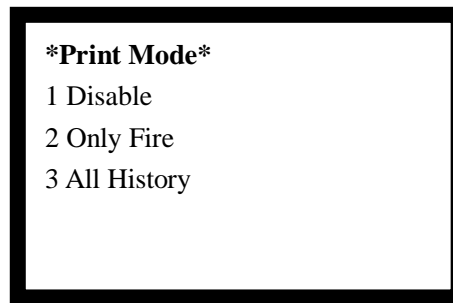 *Print Mode*
1 Disable
2 Only Fire
3 All History